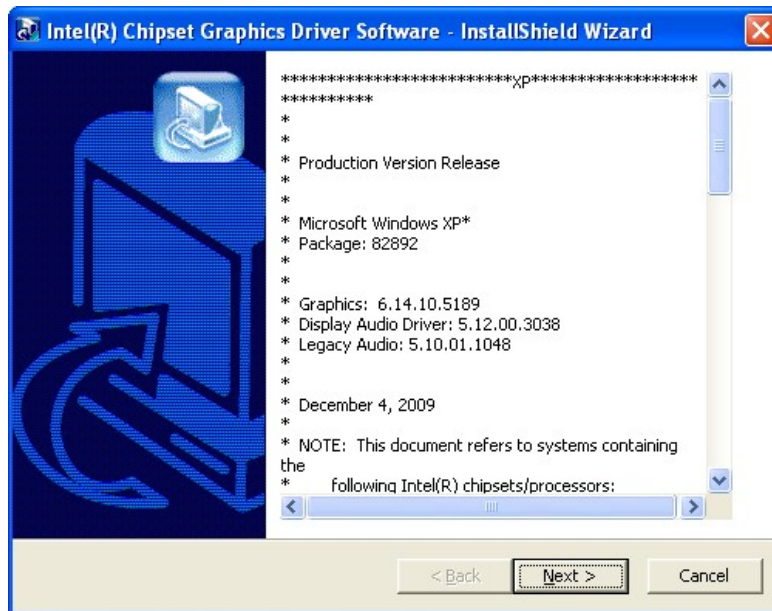 Intel(R) Chipset Graphics Driver Software - InstallShield Wizard
*************************XP******************
**********
*
*
* Production Version Release
*
*
* Microsoft Windows XP*
* Package: 82892
*
*
* Graphics: 6.14.10.5189
* Display Audio Driver: 5.12.00.3038
* Legacy Audio: 5.10.01.1048
*
*
* December 4, 2009
*
* NOTE: This document refers to systems containing
the
* following Intel(R) chipsets/processors:
< Back
Next >
Cancel